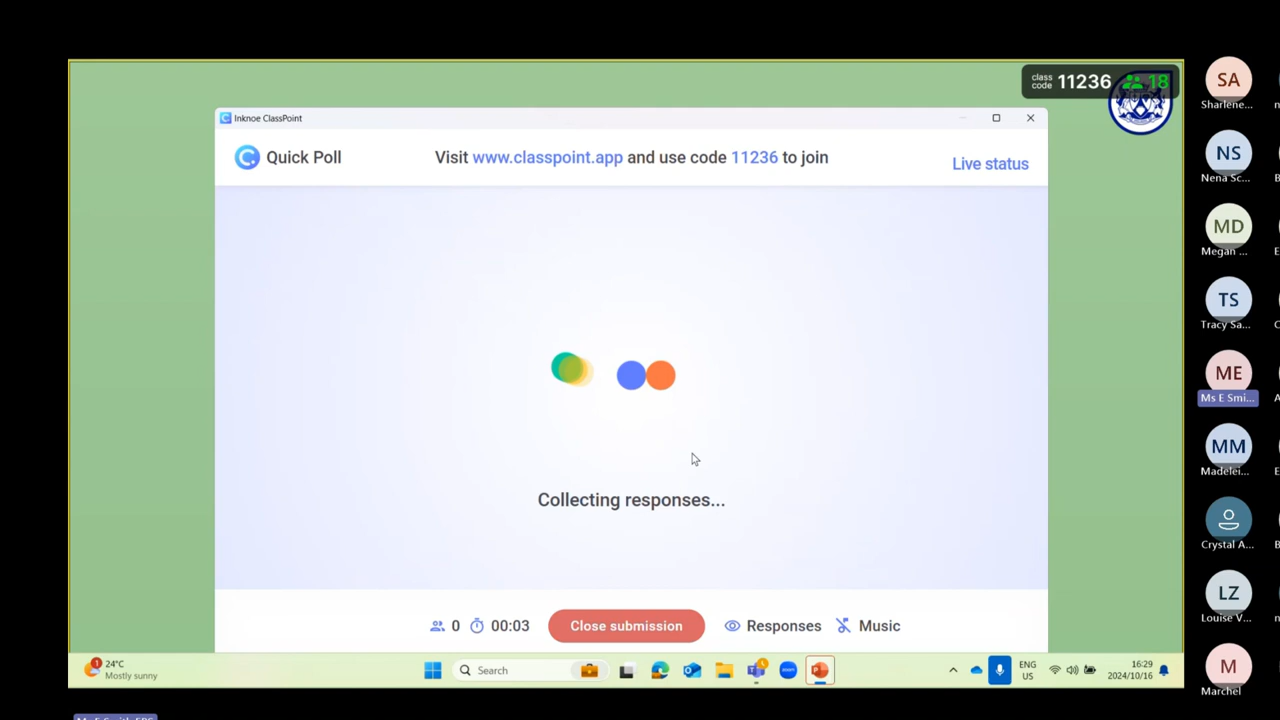 class code 11236 18
Inknoe ClassPoint
Quick Poll
Visit www.classpoint.app and use code 11236 to join
Live status
Collecting responses...
0 00:03 Close submission Responses Music
1
24°C
Mostly sunny
Search
ENG
US
16:29
2024/10/16
SA
Sharlene...
NS
Nena Sc...
MD
Megan ...
TS
Tracy Sa...
ME
Ms E Smi...
MM
Madelei...
Crystal A...
LZ
Louise V...
M
Marchel